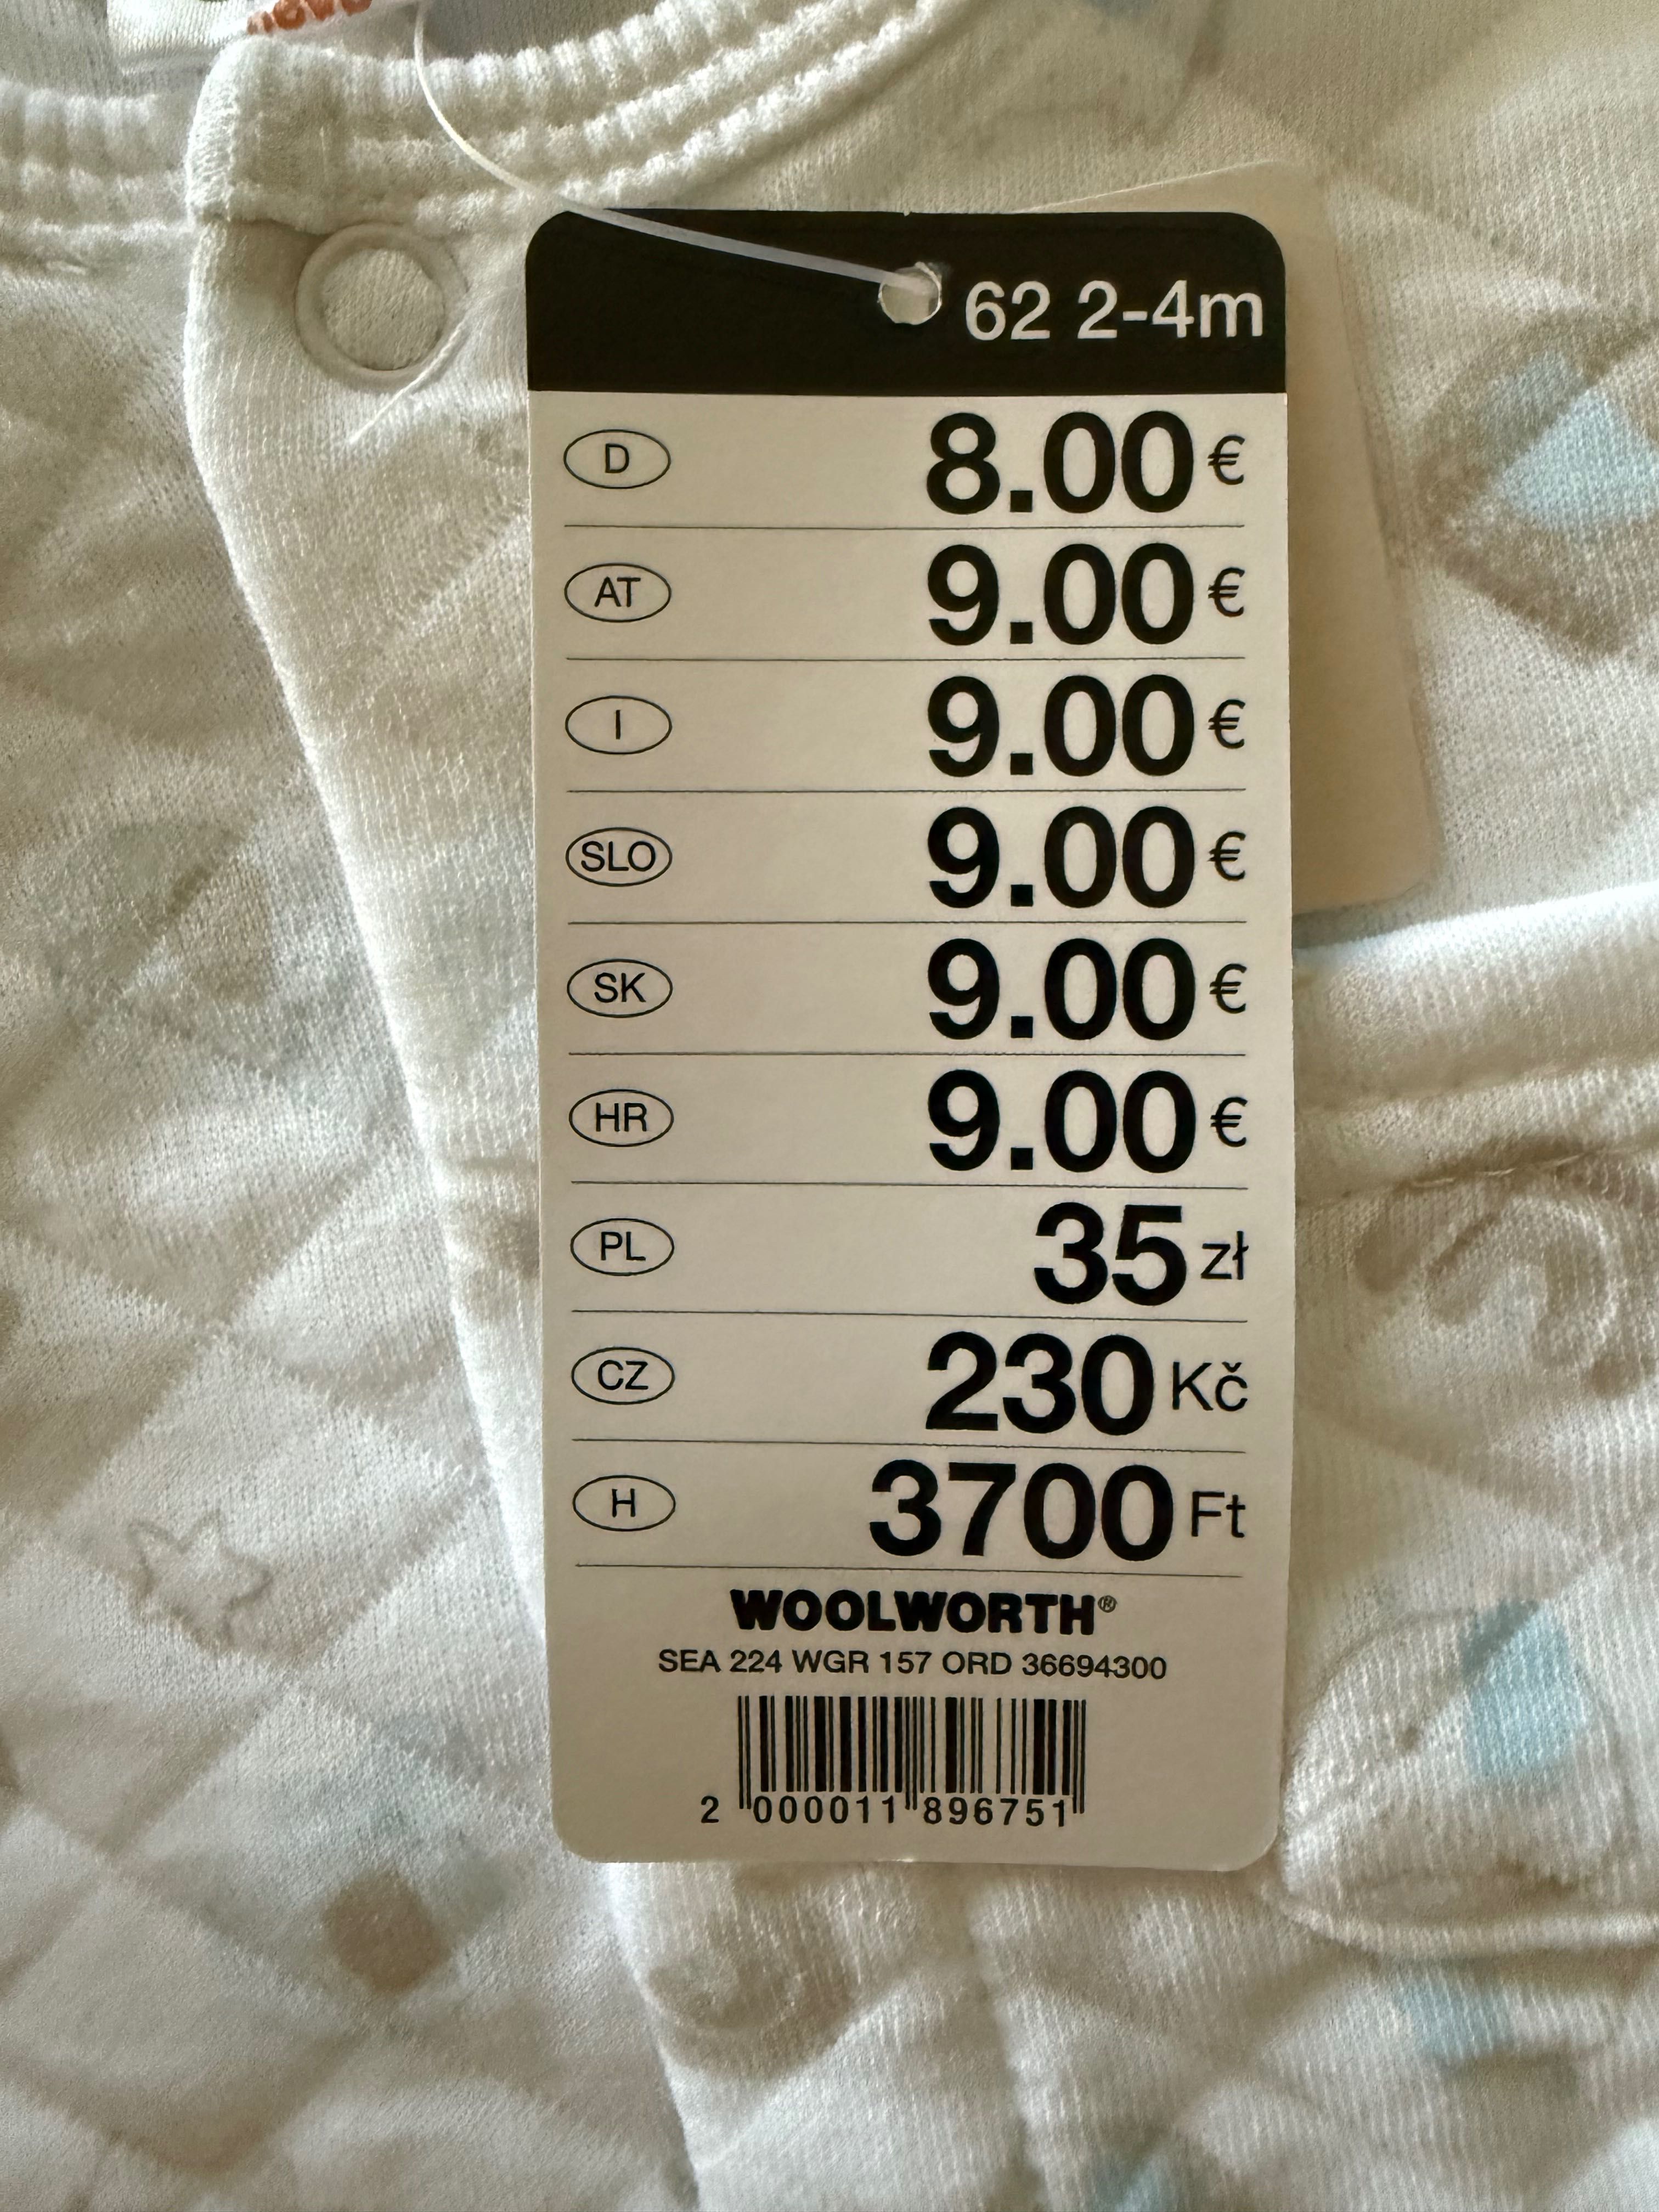 62 2-4m
D 8.00 €
AT 9.00 €
I 9.00 €
SLO 9.00 €
SK 9.00 €
HR 9.00 €
PL 35 zł
CZ 230 Kč
H 3700 Ft
WOOLWORTH®
SEA 224 WGR 157 ORD 36694300
2 000011 896751